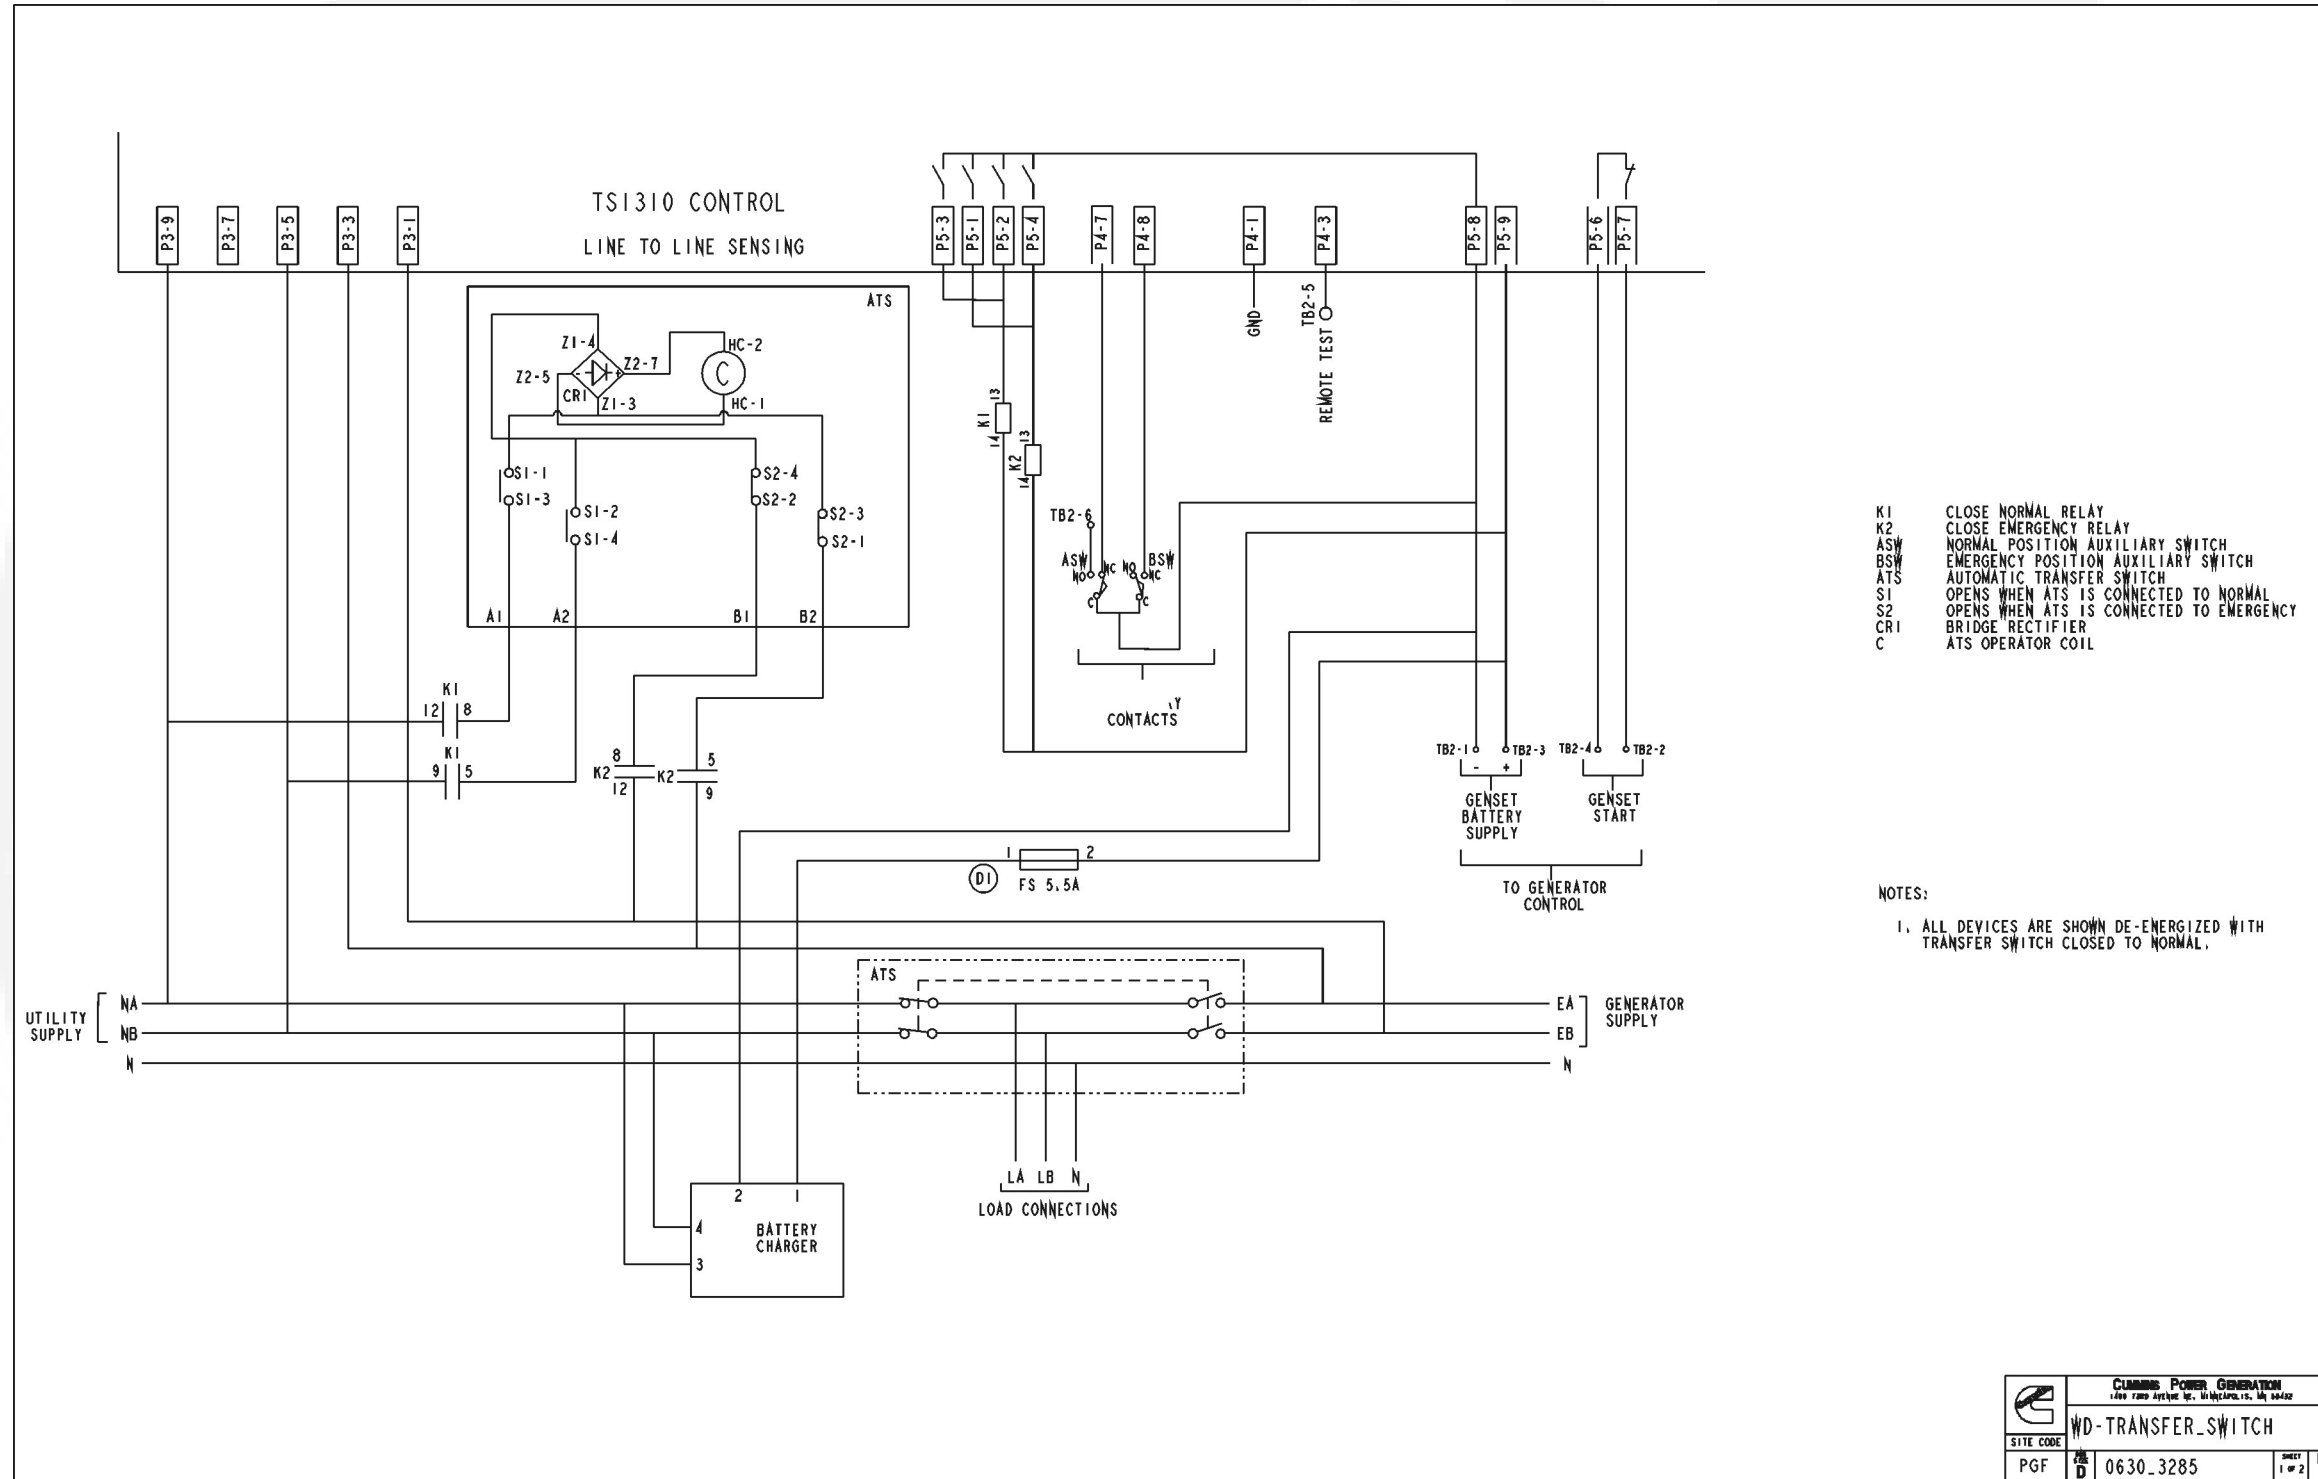 TS1310 CONTROL
LINE TO LINE SENSING
P3-9
P3-7
P3-5
P3-3
P3-1
P5-3
P5-1
P5-2
P5-4
P4-7
P4-8
P4-1
P4-3
P5-8
P5-9
P5-6
P5-7
ATS
Z1-4
Z2-5
Z2-7
CR1
Z1-3
- +
C
HC-2
HC-1
S1-1
S1-3
S1-2
S1-4
S2-4
S2-2
S2-3
S2-1
A1
A2
B1
B2
GND
TB2-5
REMOTE TEST
13
K1
14
13
K2
14
TB2-6
ASW
NO
NC
C
BSW
NO
NC
C
Y
CONTACTS
K1
12 8
K1
9 5
8
K2
12
5
K2
9
TB2-1
TB2-3
TB2-4
TB2-2
- +
GENSET
BATTERY
SUPPLY
GENSET
START
TO GENERATOR
CONTROL
1 2
D1
FS 5.5A
K1 CLOSE NORMAL RELAY
K2 CLOSE EMERGENCY RELAY
ASW NORMAL POSITION AUXILIARY SWITCH
BSW EMERGENCY POSITION AUXILIARY SWITCH
ATS AUTOMATIC TRANSFER SWITCH
S1 OPENS WHEN ATS IS CONNECTED TO NORMAL
S2 OPENS WHEN ATS IS CONNECTED TO EMERGENCY
CR1 BRIDGE RECTIFIER
C ATS OPERATOR COIL
NOTES:
1. ALL DEVICES ARE SHOWN DE-ENERGIZED WITH
TRANSFER SWITCH CLOSED TO NORMAL.
ATS
UTILITY
SUPPLY
NA
NB
N
EA
EB
N
GENERATOR
SUPPLY
LA LB N
LOAD CONNECTIONS
2 1
4
3
BATTERY
CHARGER
CUMMINS POWER GENERATION
WD-TRANSFER_SWITCH
SITE CODE
PGF
D
0630_3285
SHEET
1 OF 2